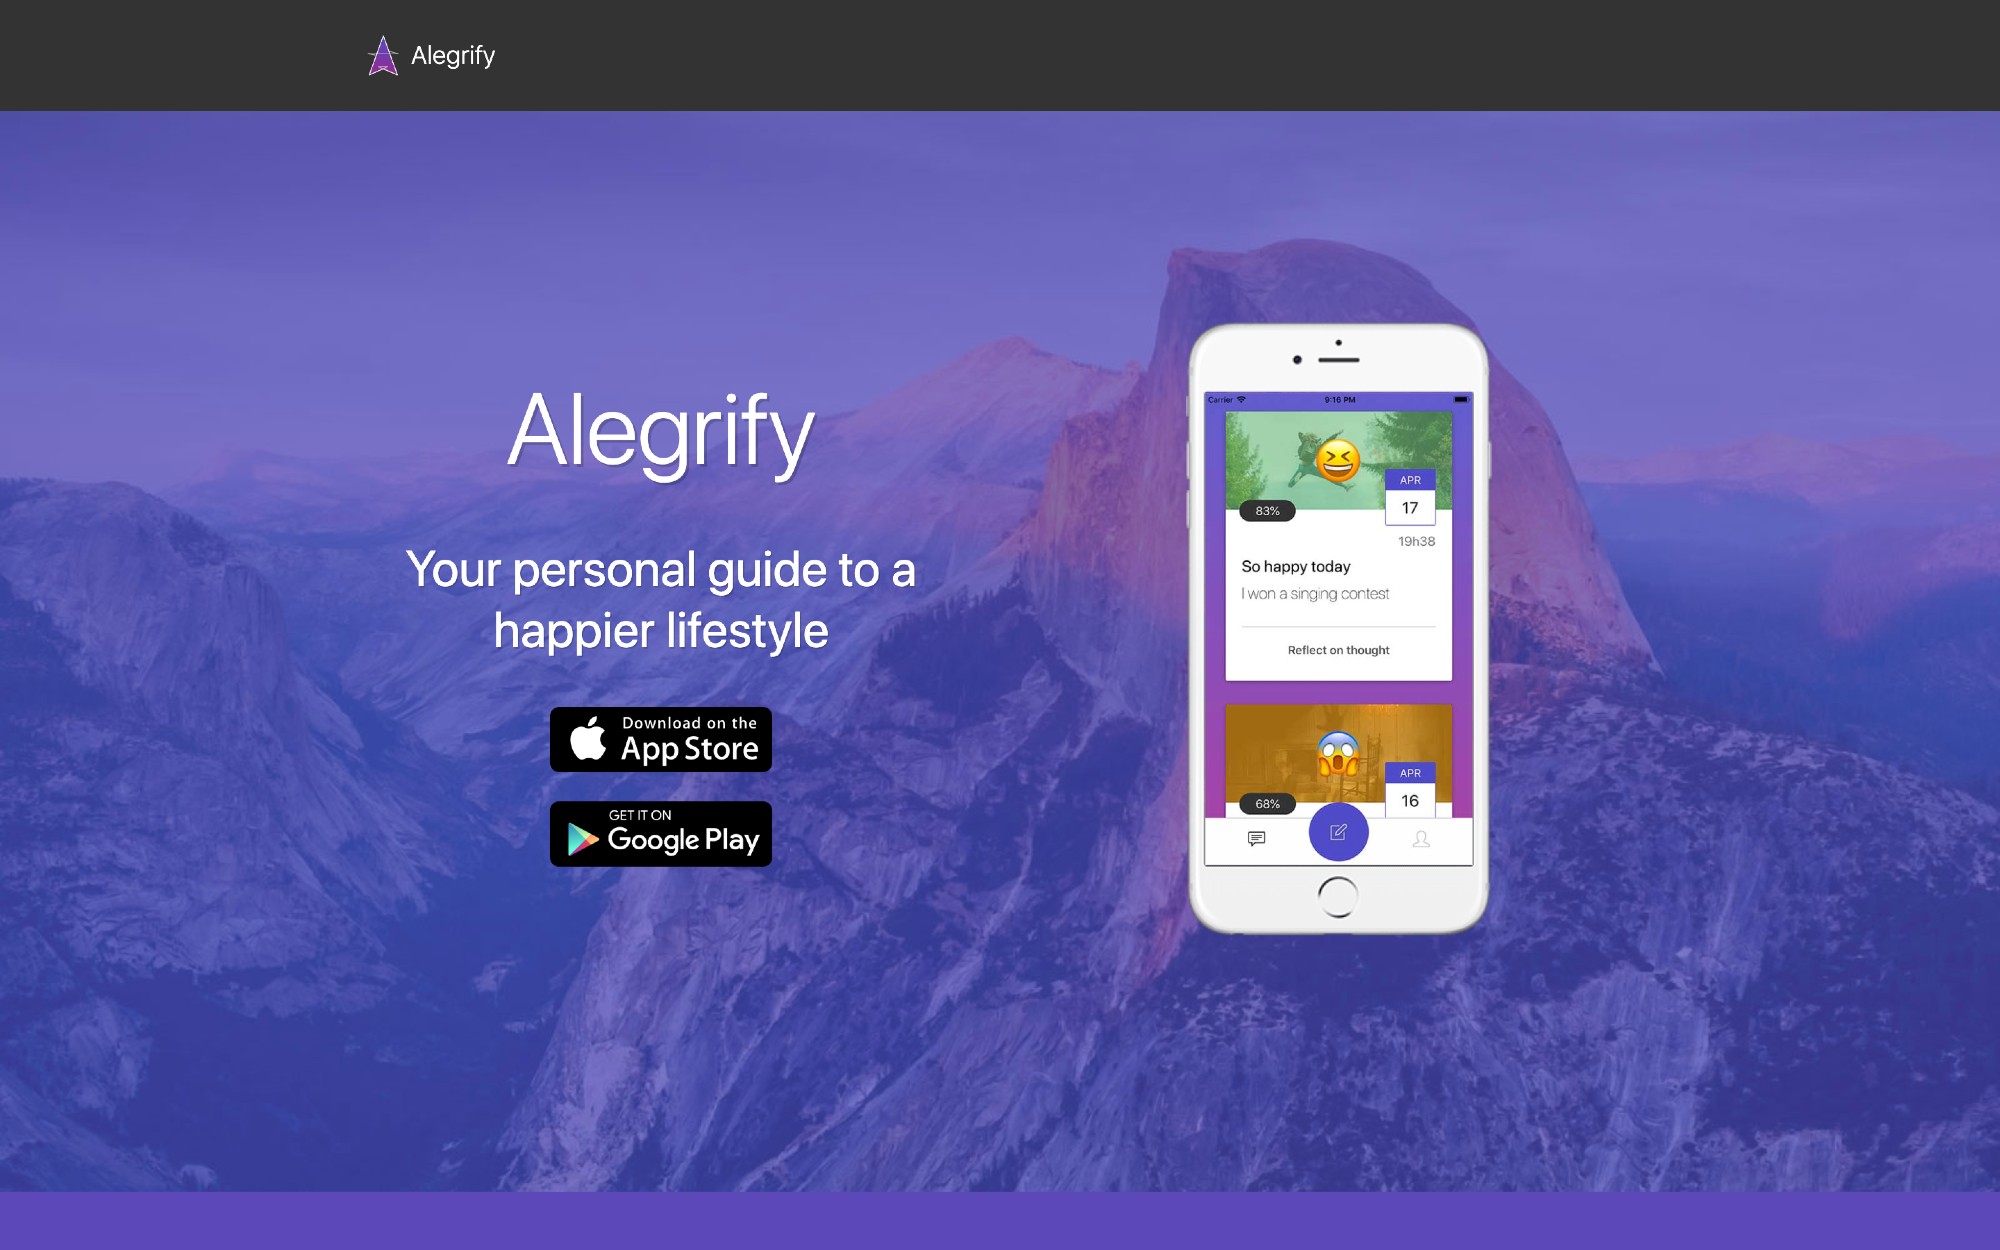 Alegrify
Alegrify
Your personal guide to a
happier lifestyle
Download on the
App Store
GET IT ON
Google Play
Carrier
9:16 PM
APR
83%
17
19h38
So happy today
I won a singing contest
Reflect on thought
APR
68%
16